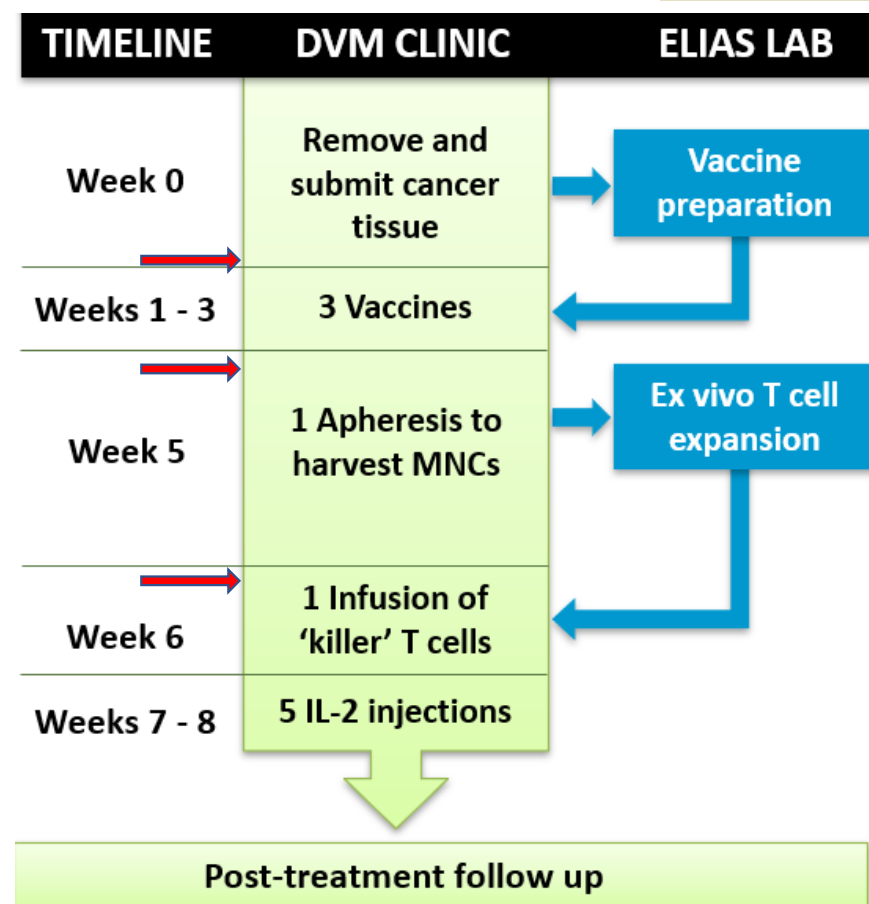 TIMELINE DVM CLINIC ELIAS LAB
Week 0
Remove and
submit cancer
tissue
Vaccine
preparation
Weeks 1 - 3
3 Vaccines
Week 5
1 Apheresis to
harvest MNCs
Ex vivo T cell
expansion
Week 6
1 Infusion of
‘killer’ T cells
Weeks 7 - 8
5 IL-2 injections
Post-treatment follow up